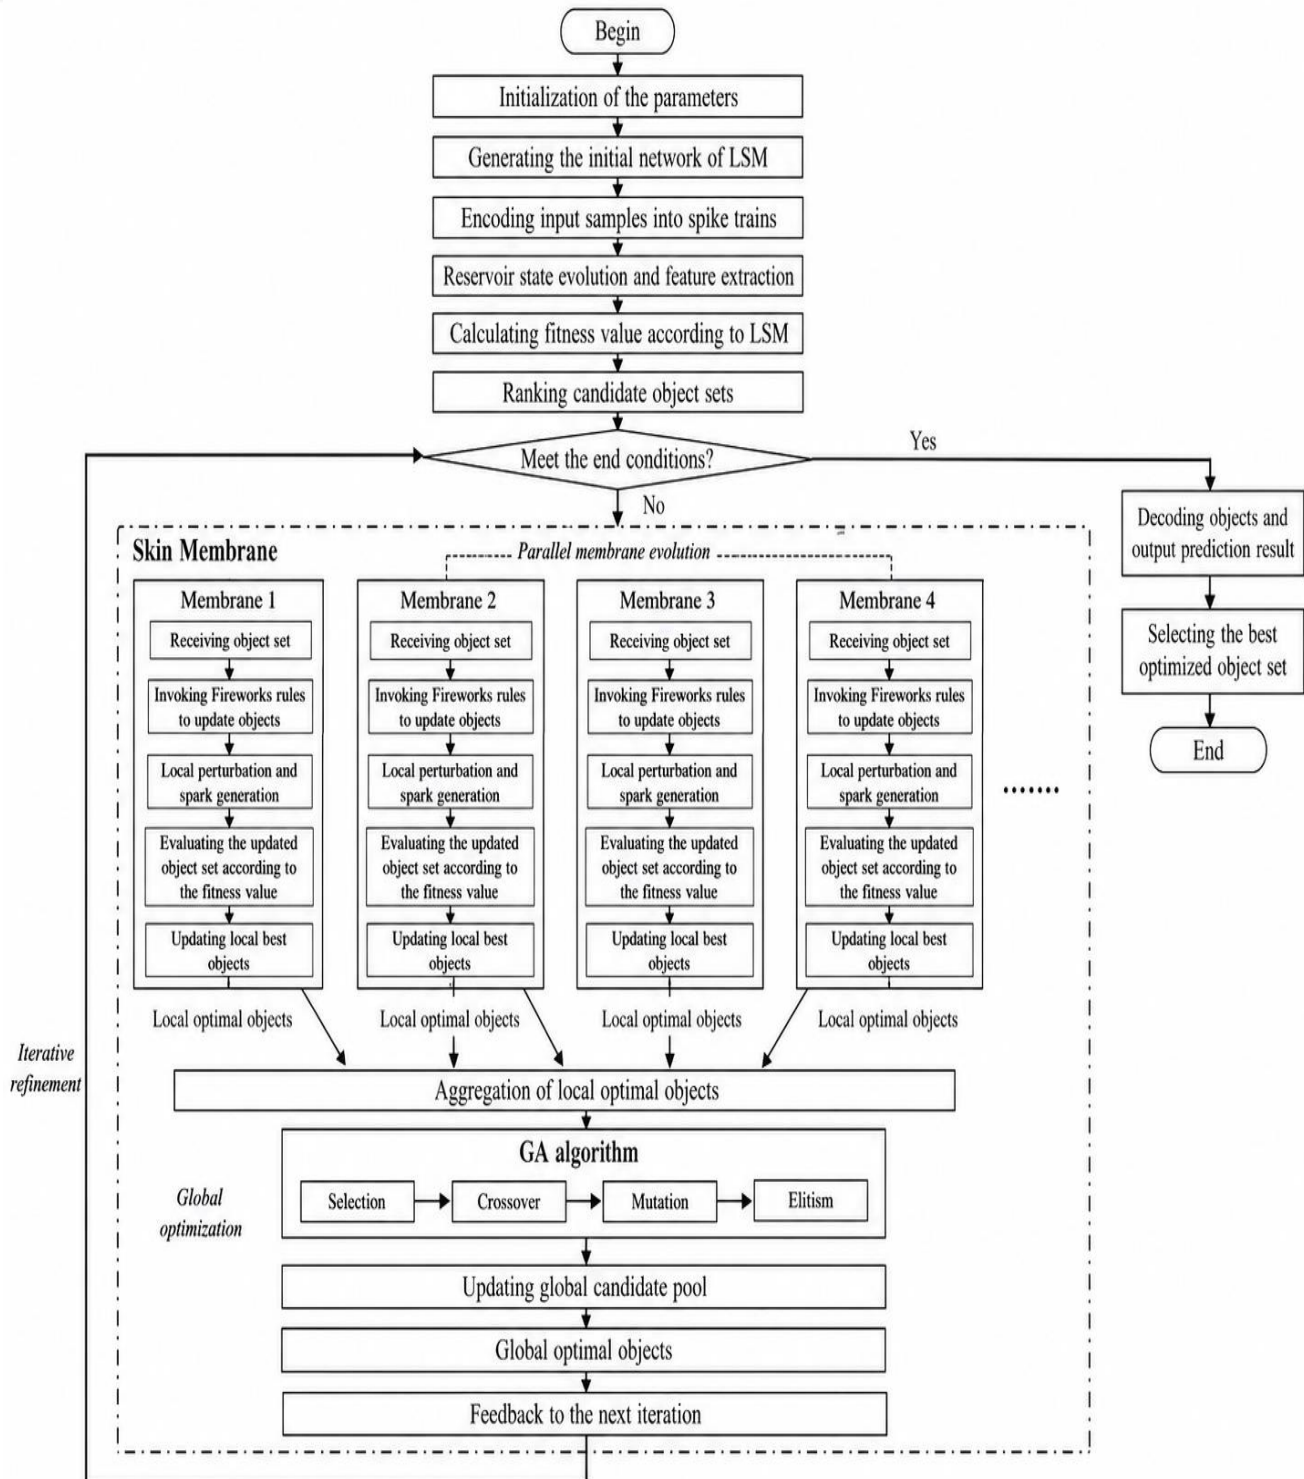 Begin
Initialization of the parameters
Generating the initial network of LSM
Encoding input samples into spike trains
Reservoir state evolution and feature extraction
Calculating fitness value according to LSM
Ranking candidate object sets
Meet the end conditions?
Yes
No
Decoding objects and
output prediction result
Selecting the best
optimized object set
End
Skin Membrane
Parallel membrane evolution
Membrane 1
Receiving object set
Invoking Fireworks rules
to update objects
Local perturbation and
spark generation
Evaluating the updated
object set according to
the fitness value
Updating local best
objects
Local optimal objects
Membrane 2
Receiving object set
Invoking Fireworks rules
to update objects
Local perturbation and
spark generation
Evaluating the updated
object set according to
the fitness value
Updating local best
objects
Local optimal objects
Membrane 3
Receiving object set
Invoking Fireworks rules
to update objects
Local perturbation and
spark generation
Evaluating the updated
object set according to
the fitness value
Updating local best
objects
Local optimal objects
Membrane 4
Receiving object set
Invoking Fireworks rules
to update objects
Local perturbation and
spark generation
Evaluating the updated
object set according to
the fitness value
Updating local best
objects
Local optimal objects
.......
Iterative
refinement
Aggregation of local optimal objects
GA algorithm
Selection
Crossover
Mutation
Elitism
Global
optimization
Updating global candidate pool
Global optimal objects
Feedback to the next iteration